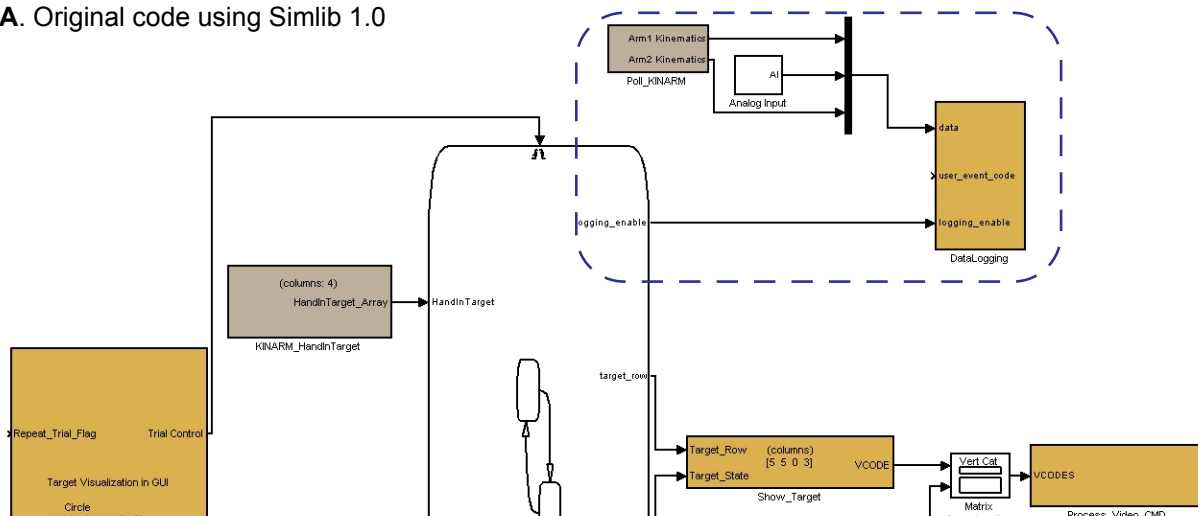 A. Original code using Simlib 1.0
Arm1 Kinematics
Arm2 Kinematics
Poll_KINARM
AI
Analog Input
data
user_event_code
logging_enable
DataLogging
ogging_enable
(columns: 4)
HandInTarget_Array
KINARM_HandInTarget
HandInTarget
target_row
Repeat_Trial_Flag
Trial Control
Target Visualization in GUI
Circle
Target_Row
(columns)
[5 5 0 3]
Target_State
VCODE
Show_Target
Vert Cat
Matrix
VCODES
Process_Video_CMD